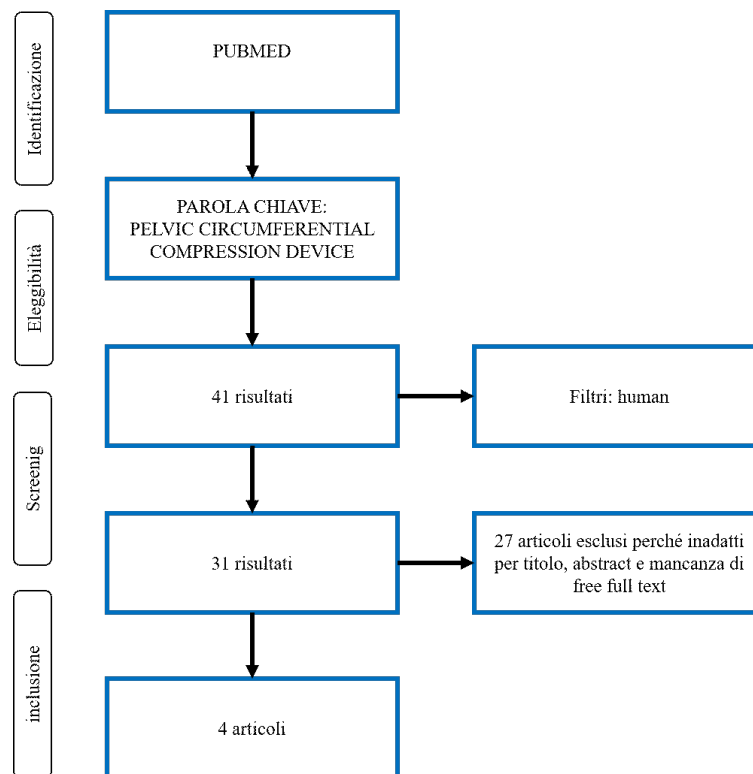 Identificazione
PUBMED
PAROLA CHIAVE:
PELVIC CIRCUMFERENTIAL
COMPRESSION DEVICE
Eleggibilità
41 risultati
Filtri: human
Screenig
31 risultati
27 articoli esclusi perché inadatti
per titolo, abstract e mancanza di
free full text
inclusione
4 articoli